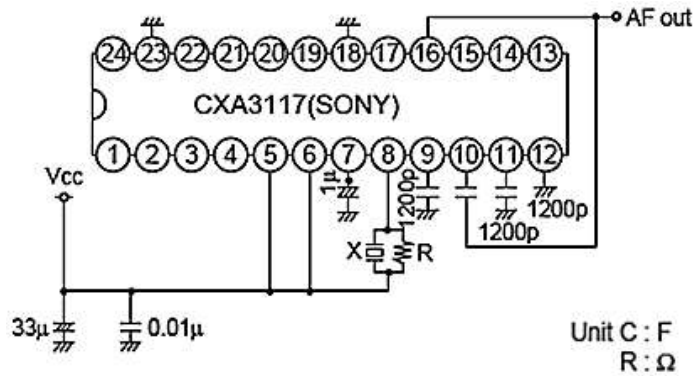 AF out
24 23 22 21 20 19 18 17 16 15 14 13
CXA3117(SONY)
1 2 3 4 5 6 7 8 9 10 11 12
Vcc
1μ
1200p
1200p
1200p
X R
33μ
0.01μ
Unit C : F
R : Ω